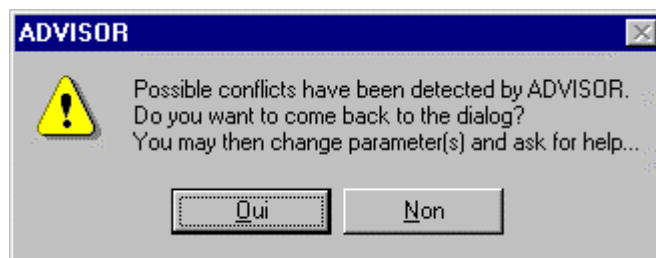 ADVISOR
Possible conflicts have been detected by ADVISOR.
Do you want to come back to the dialog?
You may then change parameter(s) and ask for help...
Oui Non